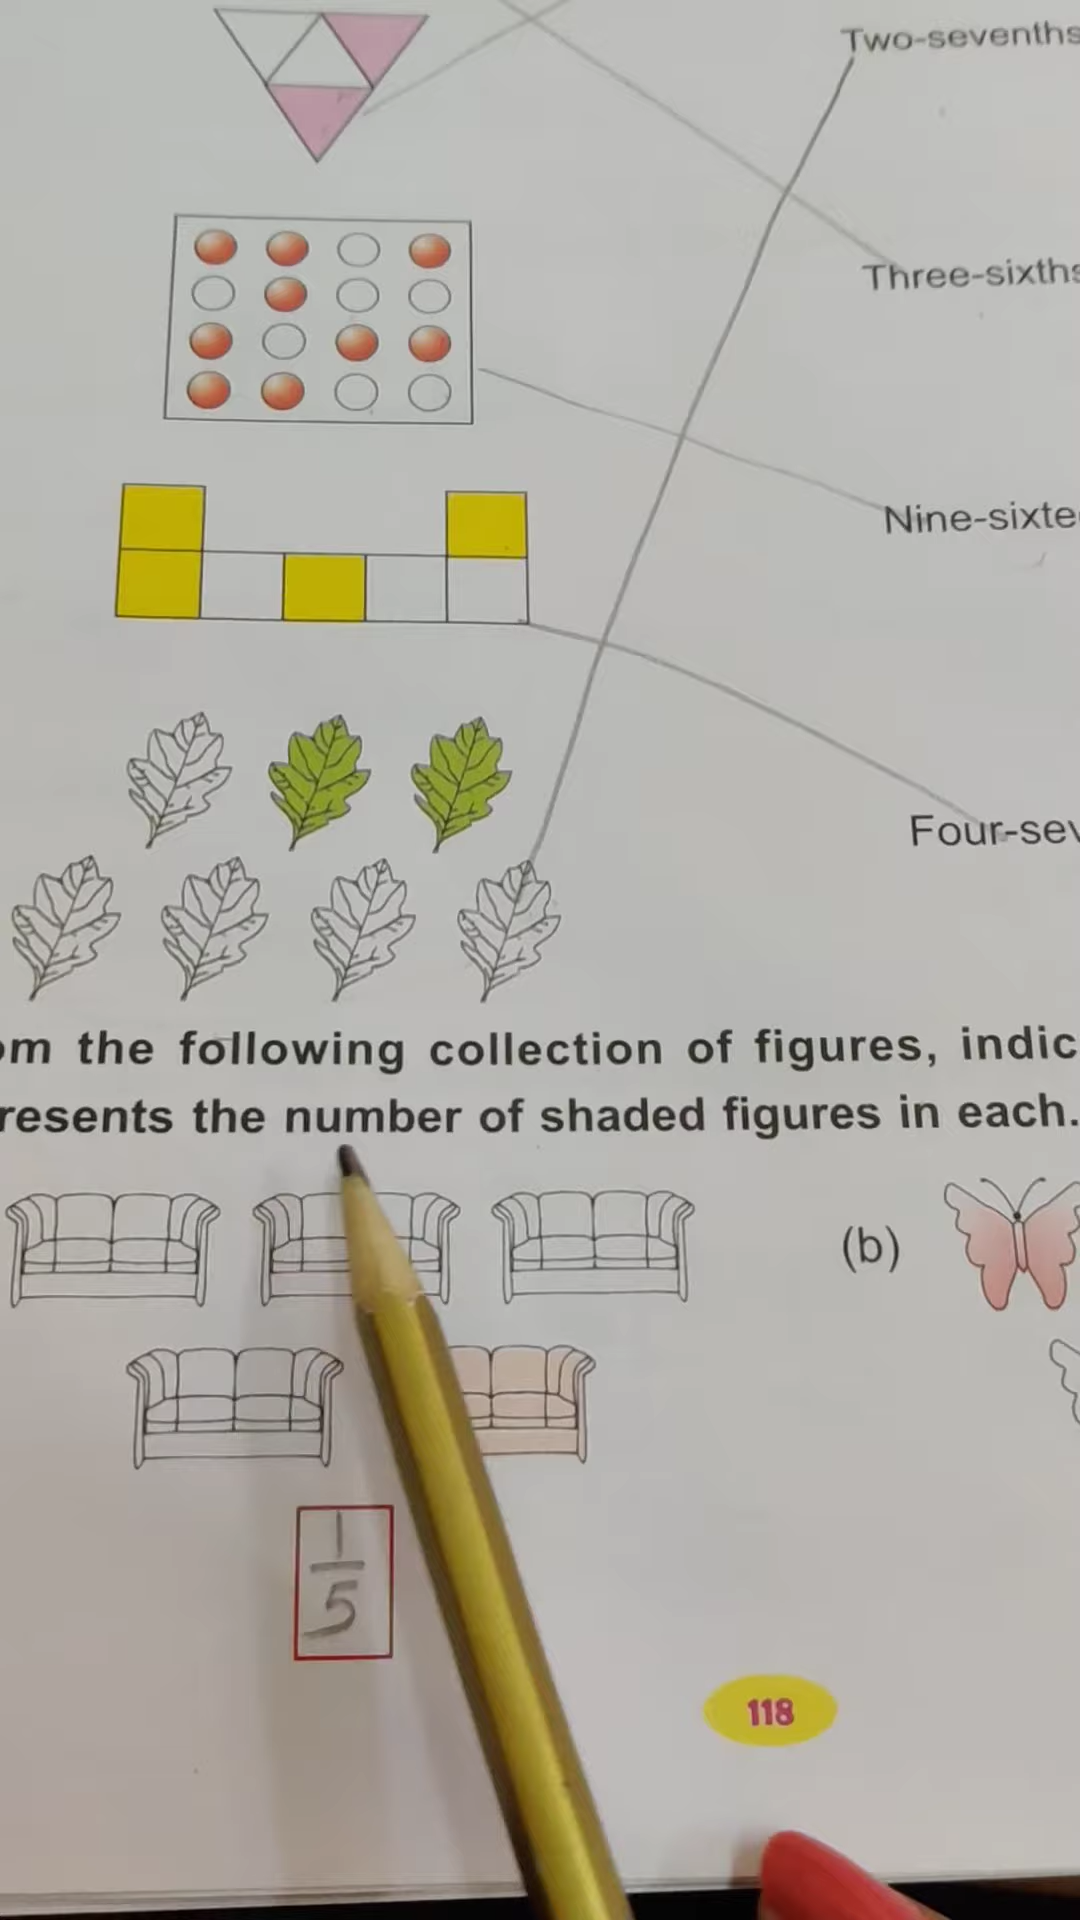 Two-sevenths
Three-sixths
Nine-sixte
Four-sev
om the following collection of figures, indic
resents the number of shaded figures in each.
(b)
1
5
118